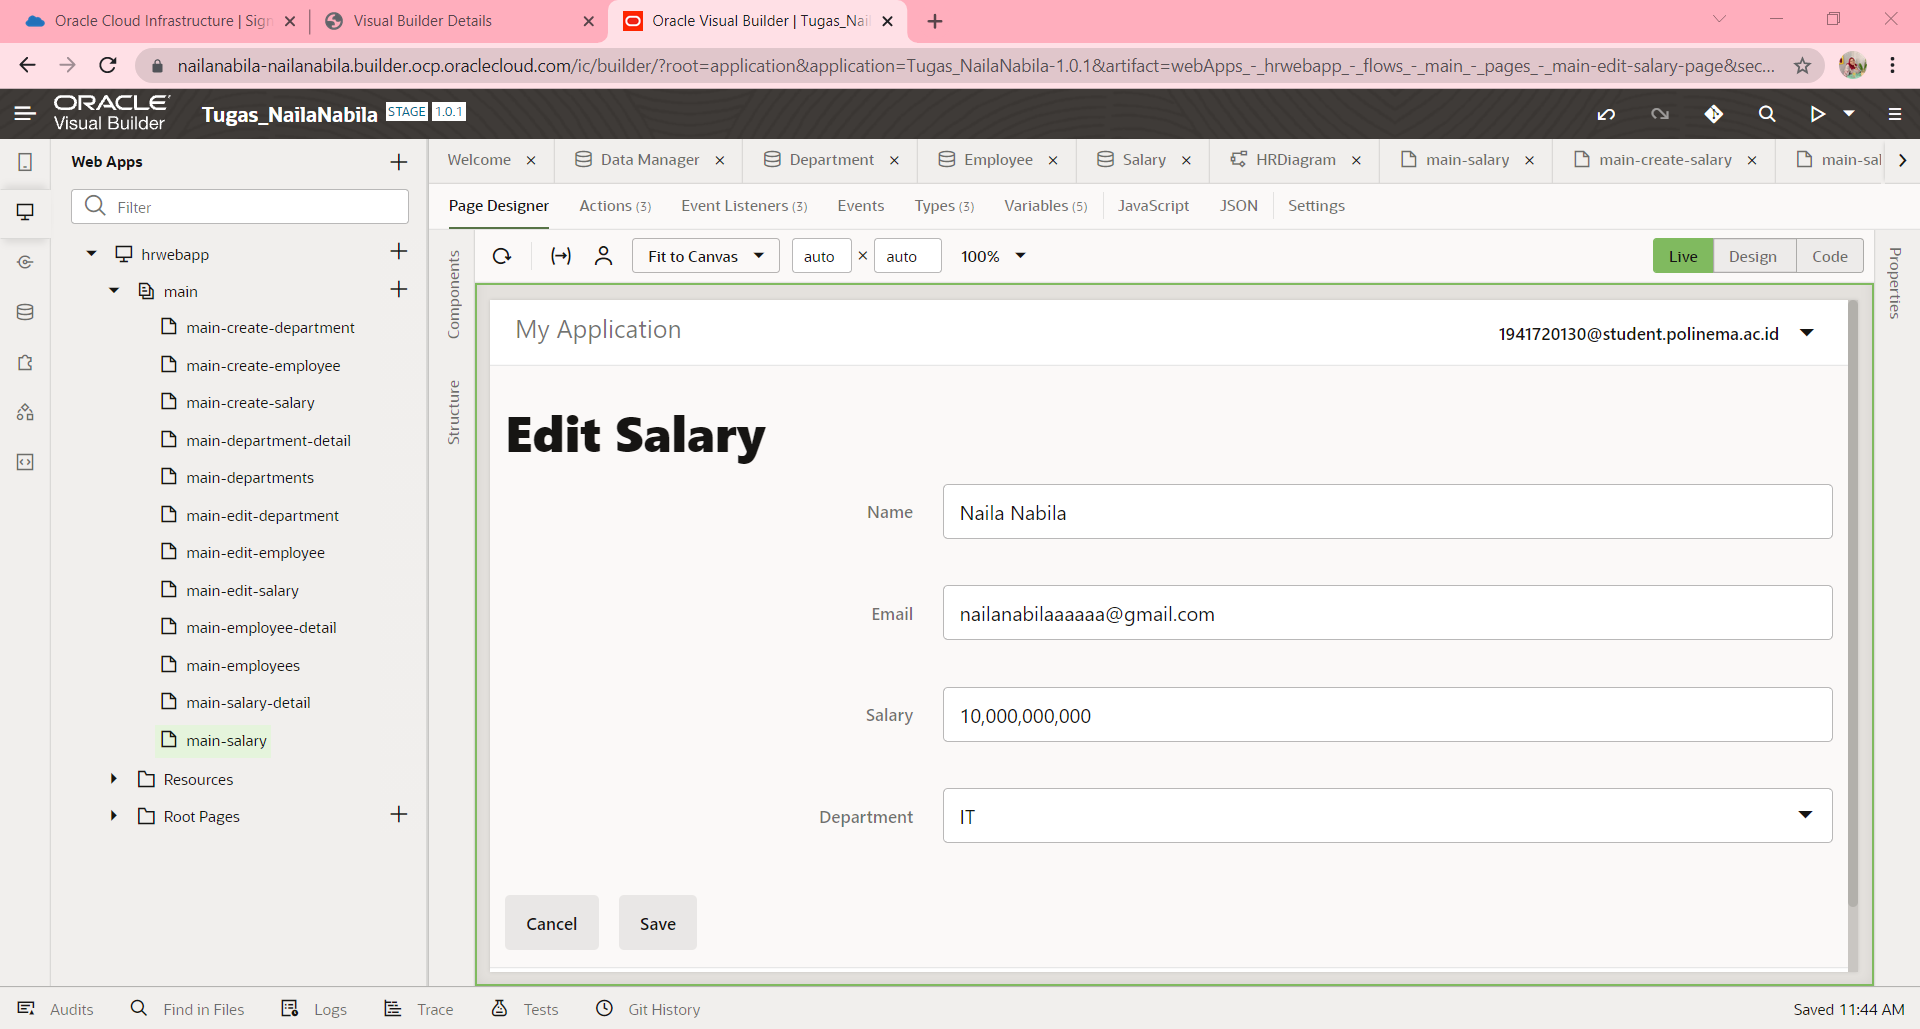 Oracle Cloud Infrastructure | Sign
Visual Builder Details
Oracle Visual Builder | Tugas_Nail
nailanabila-nailanabila.builder.ocp.oraclecloud.com/ic/builder/?root=application&application=Tugas_NailaNabila-1.0.1&artifact=webApps_-_hrwebapp_-_flows_-_main_-_pages_-_main-edit-salary-page&sec...
ORACLE
Visual Builder
Tugas_NailaNabila STAGE 1.0.1
Web Apps
Filter
hrwebapp
main
main-create-department
main-create-employee
main-create-salary
main-department-detail
main-departments
main-edit-department
main-edit-employee
main-edit-salary
main-employee-detail
main-employees
main-salary-detail
main-salary
Resources
Root Pages
Welcome
Data Manager
Department
Employee
Salary
HRDiagram
main-salary
main-create-salary
main-sal
Page Designer
Actions (3)
Event Listeners (3)
Events
Types (3)
Variables (5)
JavaScript
JSON
Settings
Components
Structure
Fit to Canvas
auto × auto
100%
Live
Design
Code
Properties
My Application
1941720130@student.polinema.ac.id
Edit Salary
Name
Naila Nabila
Email
nailanabilaaaaaa@gmail.com
Salary
10,000,000,000
Department
IT
Cancel
Save
Audits
Find in Files
Logs
Trace
Tests
Git History
Saved 11:44 AM